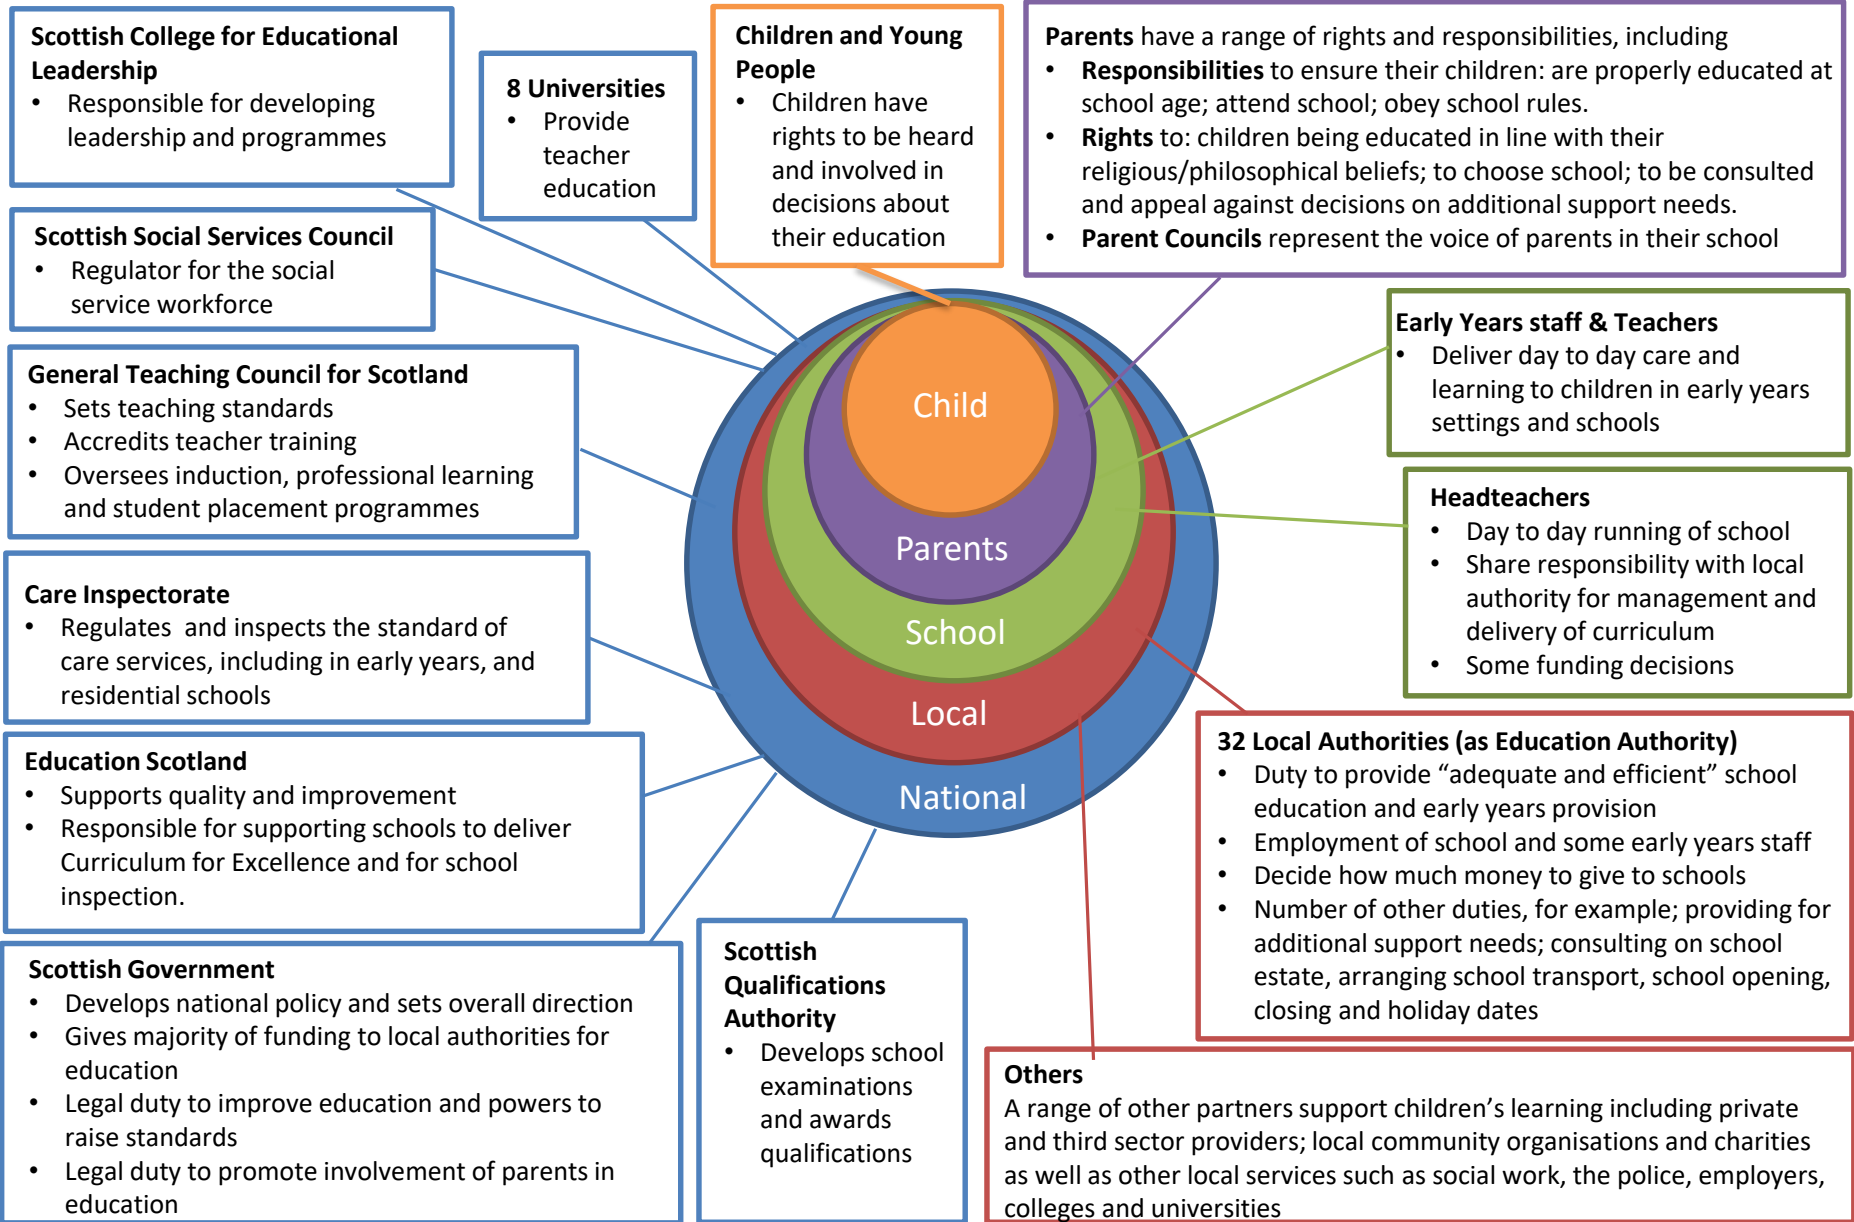 Scottish College for Educational
Leadership
• Responsible for developing
leadership and programmes
8 Universities
• Provide
teacher
education
Children and Young
People
• Children have
rights to be heard
and involved in
decisions about
their education
Parents have a range of rights and responsibilities, including
• Responsibilities to ensure their children: are properly educated at
school age; attend school; obey school rules.
• Rights to: children being educated in line with their
religious/philosophical beliefs; to choose school; to be consulted
and appeal against decisions on additional support needs.
• Parent Councils represent the voice of parents in their school
Scottish Social Services Council
• Regulator for the social
service workforce
General Teaching Council for Scotland
• Sets teaching standards
• Accredits teacher training
• Oversees induction, professional learning
and student placement programmes
Care Inspectorate
• Regulates and inspects the standard of
care services, including in early years, and
residential schools
Education Scotland
• Supports quality and improvement
• Responsible for supporting schools to deliver
Curriculum for Excellence and for school
inspection.
Scottish Government
• Develops national policy and sets overall direction
• Gives majority of funding to local authorities for
education
• Legal duty to improve education and powers to
raise standards
• Legal duty to promote involvement of parents in
education
Child
Parents
School
Local
National
Scottish
Qualifications
Authority
• Develops school
examinations
and awards
qualifications
Early Years staff & Teachers
• Deliver day to day care and
learning to children in early years
settings and schools
Headteachers
• Day to day running of school
• Share responsibility with local
authority for management and
delivery of curriculum
• Some funding decisions
32 Local Authorities (as Education Authority)
• Duty to provide “adequate and efficient” school
education and early years provision
• Employment of school and some early years staff
• Decide how much money to give to schools
• Number of other duties, for example; providing for
additional support needs; consulting on school
estate, arranging school transport, school opening,
closing and holiday dates
Others
A range of other partners support children’s learning including private
and third sector providers; local community organisations and charities
as well as other local services such as social work, the police, employers,
colleges and universities